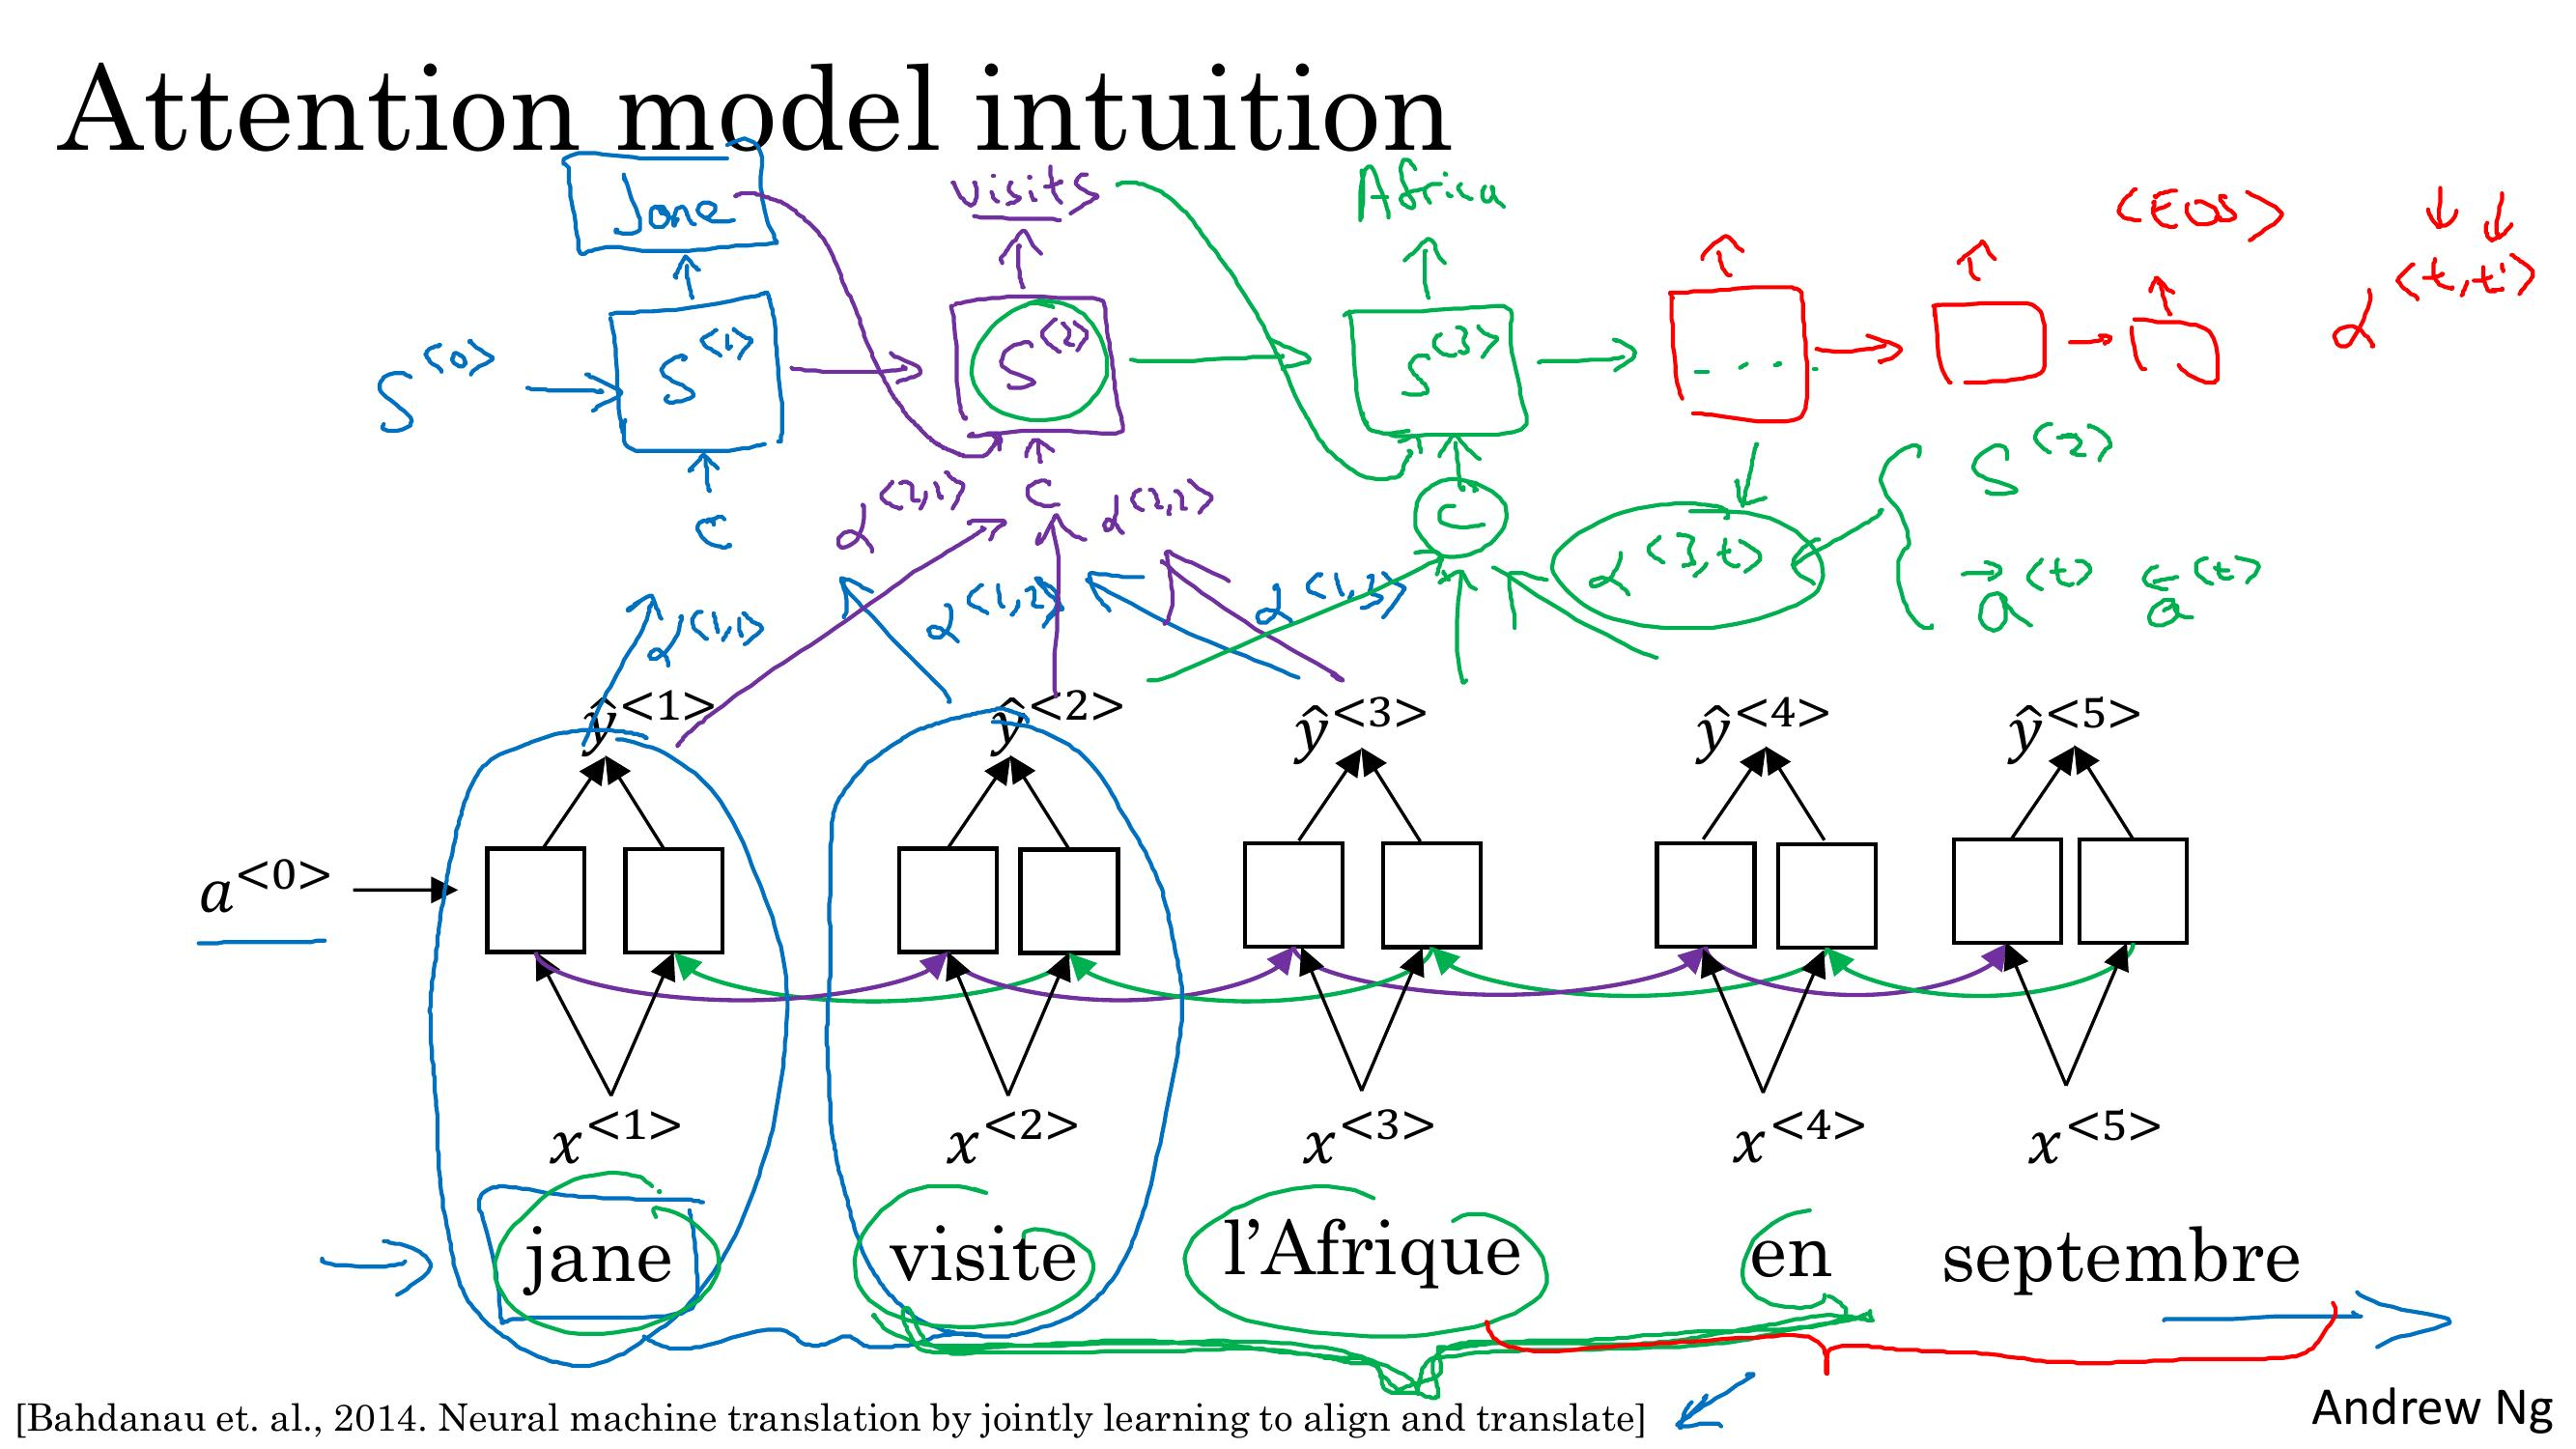 Attention model intuition
Jane visits Africa <EOS>
S<0> S<1> S<2> S<3> . . . . α<t,t'>
C α<2,1> C α<2,2> C α<3,t> S<2>
α<1,1> α<1,2> α<1,3> a→<t> a←<t>
ŷ<1> ŷ<2> ŷ<3> ŷ<4> ŷ<5>
a<0>
x<1> x<2> x<3> x<4> x<5>
jane visite l'Afrique en septembre
[Bahdanau et. al., 2014. Neural machine translation by jointly learning to align and translate] Andrew Ng